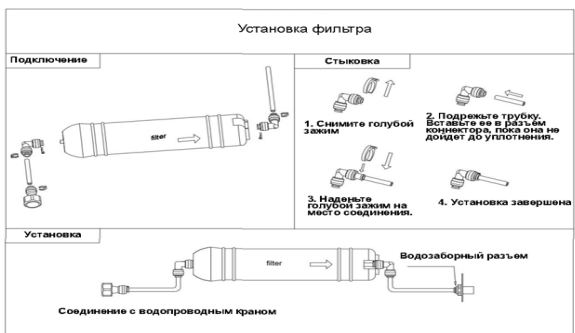 Установка фильтра
Подключение
filter
Стыковка
1. Снимите голубой
зажим
2. Подрежьте трубку.
Вставьте ее в разъем
коннектора, пока она не
дойдет до уплотнения.
3. Наденьте
голубой зажим на
место соединения.
4. Установка завершена
Установка
filter
Водозаборный разъем
Соединение с водопроводным краном